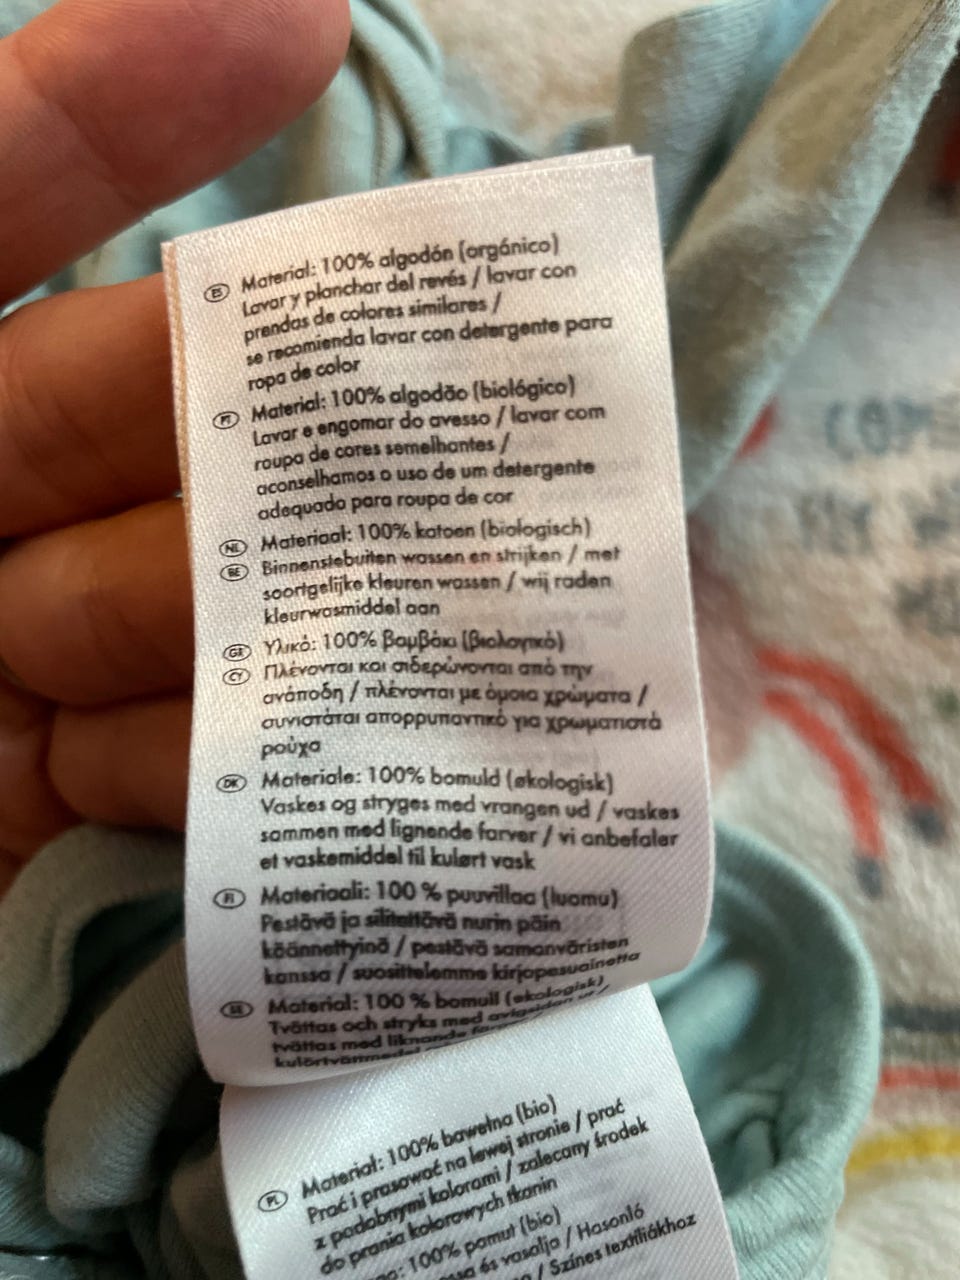 ES Material: 100% algodón (orgánico)
Lavar y planchar del revés / lavar con
prendas de colores similares /
se recomienda lavar con detergente para
ropa de color
PT Material: 100% algodão (biológico)
Lavar e engomar do avesso / lavar com
roupa de cores semelhantes /
aconselhamos o uso de um detergente
adequado para roupa de cor
NL Materiaal: 100% katoen (biologisch)
BE Binnenstebuiten wassen en strijken / met
soortgelijke kleuren wassen / wij raden
kleurwasmiddel aan
GR Υλικό: 100% βαμβάκι (βιολογικό)
CY Πλένονται και σιδερώνονται από την
ανάποδη / πλένονται με όμοια χρώματα /
συνιστάται απορρυπαντικό για χρωματιστά
ρούχα
DK Materiale: 100% bomuld (økologisk)
Vaskes og stryges med vrangen ud / vaskes
sammen med lignende farver / vi anbefaler
et vaskemiddel til kulørt vask
FI Materiaali: 100 % puuvillaa (luomu)
Pestävä ja silitettävä nurin päin
käännettyinä / pestävä samanväristen
kanssa / suosittelemme kirjopesuainetta
SE Material: 100 % bomull (ekologisk)
Tvättas och stryks med avigsidan ut /
tvättas med liknande
kulörtvättmedel
PL Materiał: 100% bawełna (bio)
Prać i prasować na lewej stronie / prać
z podobnymi kolorami / zalecany środek
do prania kolorowych tkanin
100% pamut (bio)
és vasalja / Hasonló
/ Színes textíliákhoz
CO